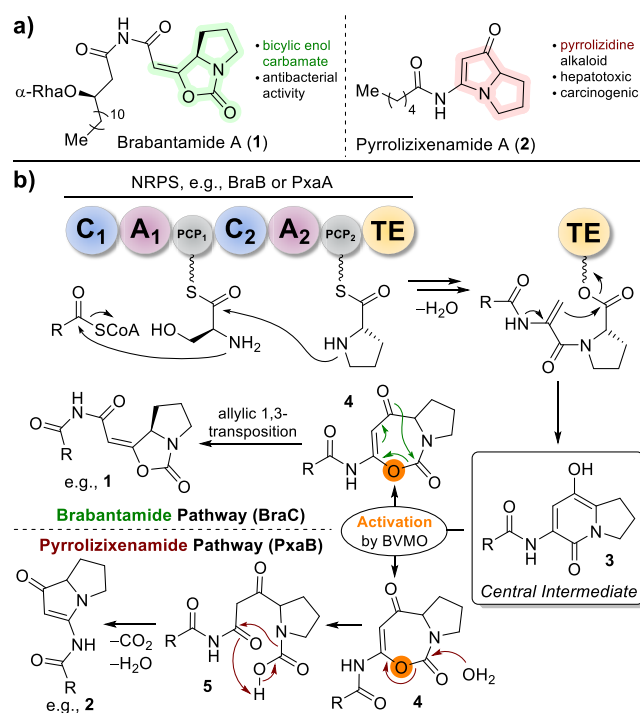 a)
bicylic enol
carbamate
antibacterial
activity
O
NH
O
O
N
O
O
α-RhaO
10
Me
Brabantamide A (1)
O
O
Me
4
N
H
N
pyrrolizidine
alkaloid
hepatotoxic
carcinogenic
Pyrrolizixenamide A (2)
b)
NRPS, e.g., BraB or PxaA
C1 A1 PCP1 C2 A2 PCP2 TE
TE
S
O
S
O
O
R
SCoA
HO
NH2
N
H
–H2O
O
O
O
R
N
H
N
O
O
NH
O
R
N
O
O
e.g., 1
allylic 1,3-
transposition
4
O
O
R
N
H
N
O
O
OH
O
R
N
H
N
O
3
Central Intermediate
Brabantamide Pathway (BraC)
Activation
by BVMO
Pyrrolizixenamide Pathway (PxaB)
O
N
NH
O
R
e.g., 2
–CO2
–H2O
O
O
R
N
H
O
N
O
O
H
5
O
N
O
O
HN
O
R
OH2
4